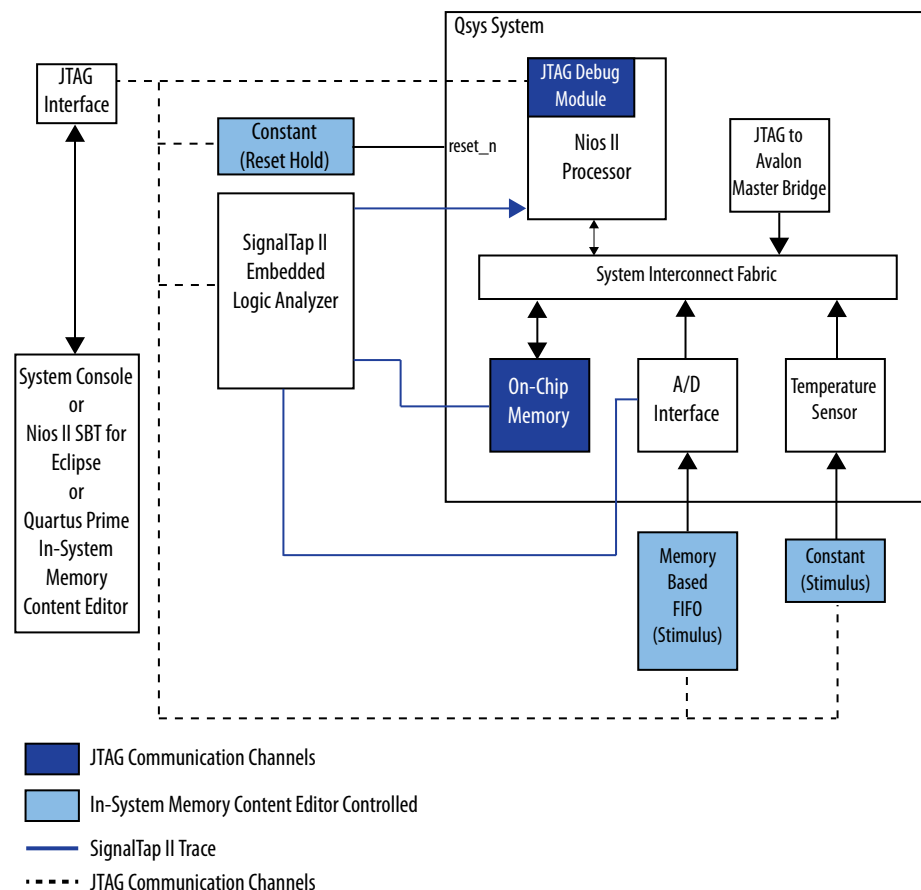 Qsys System
JTAG
Interface
JTAG Debug
Module
Nios II
Processor
Constant
(Reset Hold)
reset_n
JTAG to
Avalon
Master Bridge
SignalTap II
Embedded
Logic Analyzer
System Interconnect Fabric
System Console
or
Nios II SBT for
Eclipse
or
Quartus Prime
In-System
Memory
Content Editor
On-Chip
Memory
A/D
Interface
Temperature
Sensor
Memory
Based
FIFO
(Stimulus)
Constant
(Stimulus)
JTAG Communication Channels
In-System Memory Content Editor Controlled
SignalTap II Trace
JTAG Communication Channels